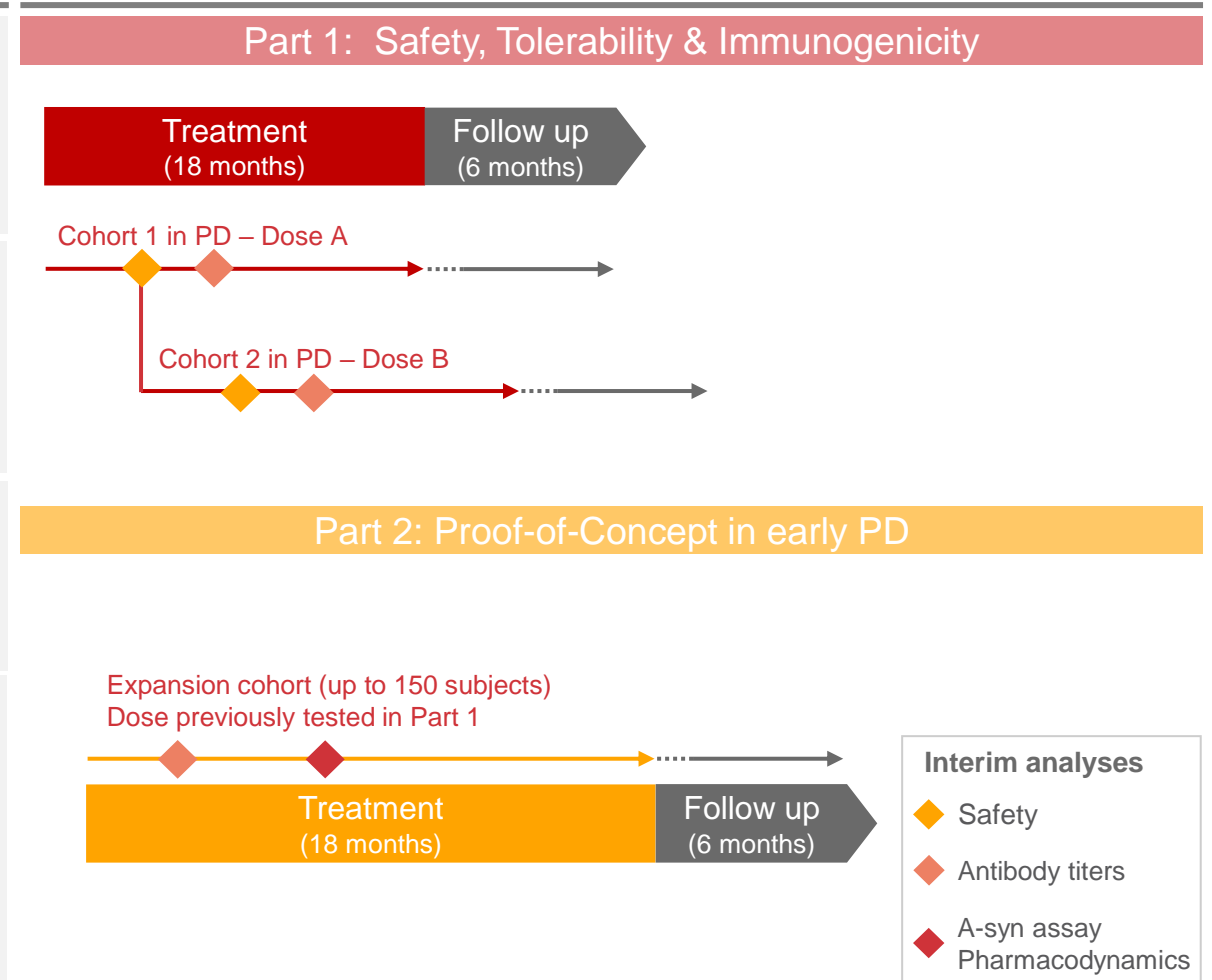 Part 1: Safety, Tolerability & Immunogenicity
Treatment
(18 months)
Follow up
(6 months)
Cohort 1 in PD – Dose A
Cohort 2 in PD – Dose B
Part 2: Proof-of-Concept in early PD
Expansion cohort (up to 150 subjects)
Dose previously tested in Part 1
Treatment
(18 months)
Follow up
(6 months)
Interim analyses
Safety
Antibody titers
A-syn assay
Pharmacodynamics